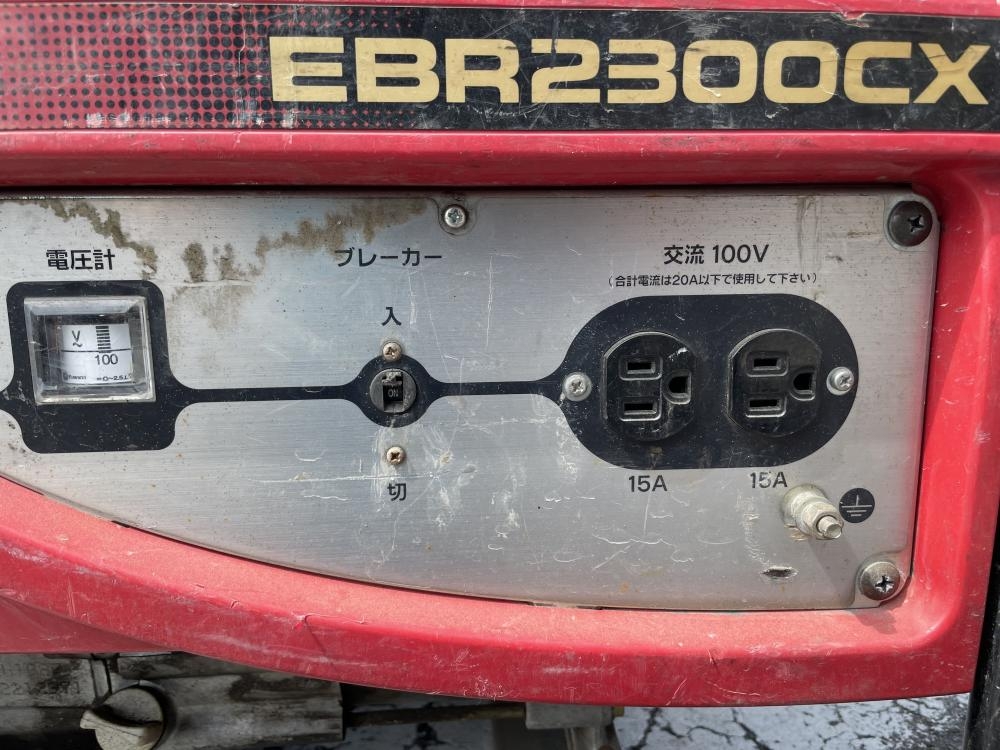 EBR2300CX
電圧計
ブレーカー
交流 100V
(合計電流は20A以下で使用して下さい)
V
~
100
入
ON
切
15A
15A